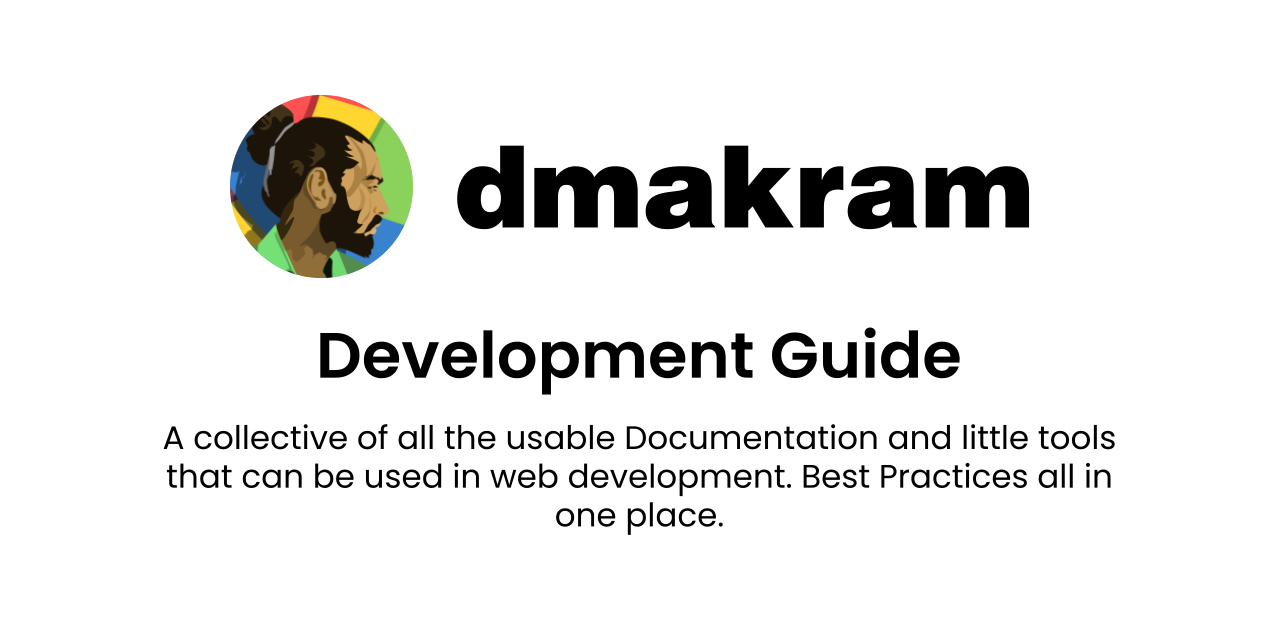 dmakram
Development Guide
A collective of all the usable Documentation and little tools
that can be used in web development. Best Practices all in
one place.